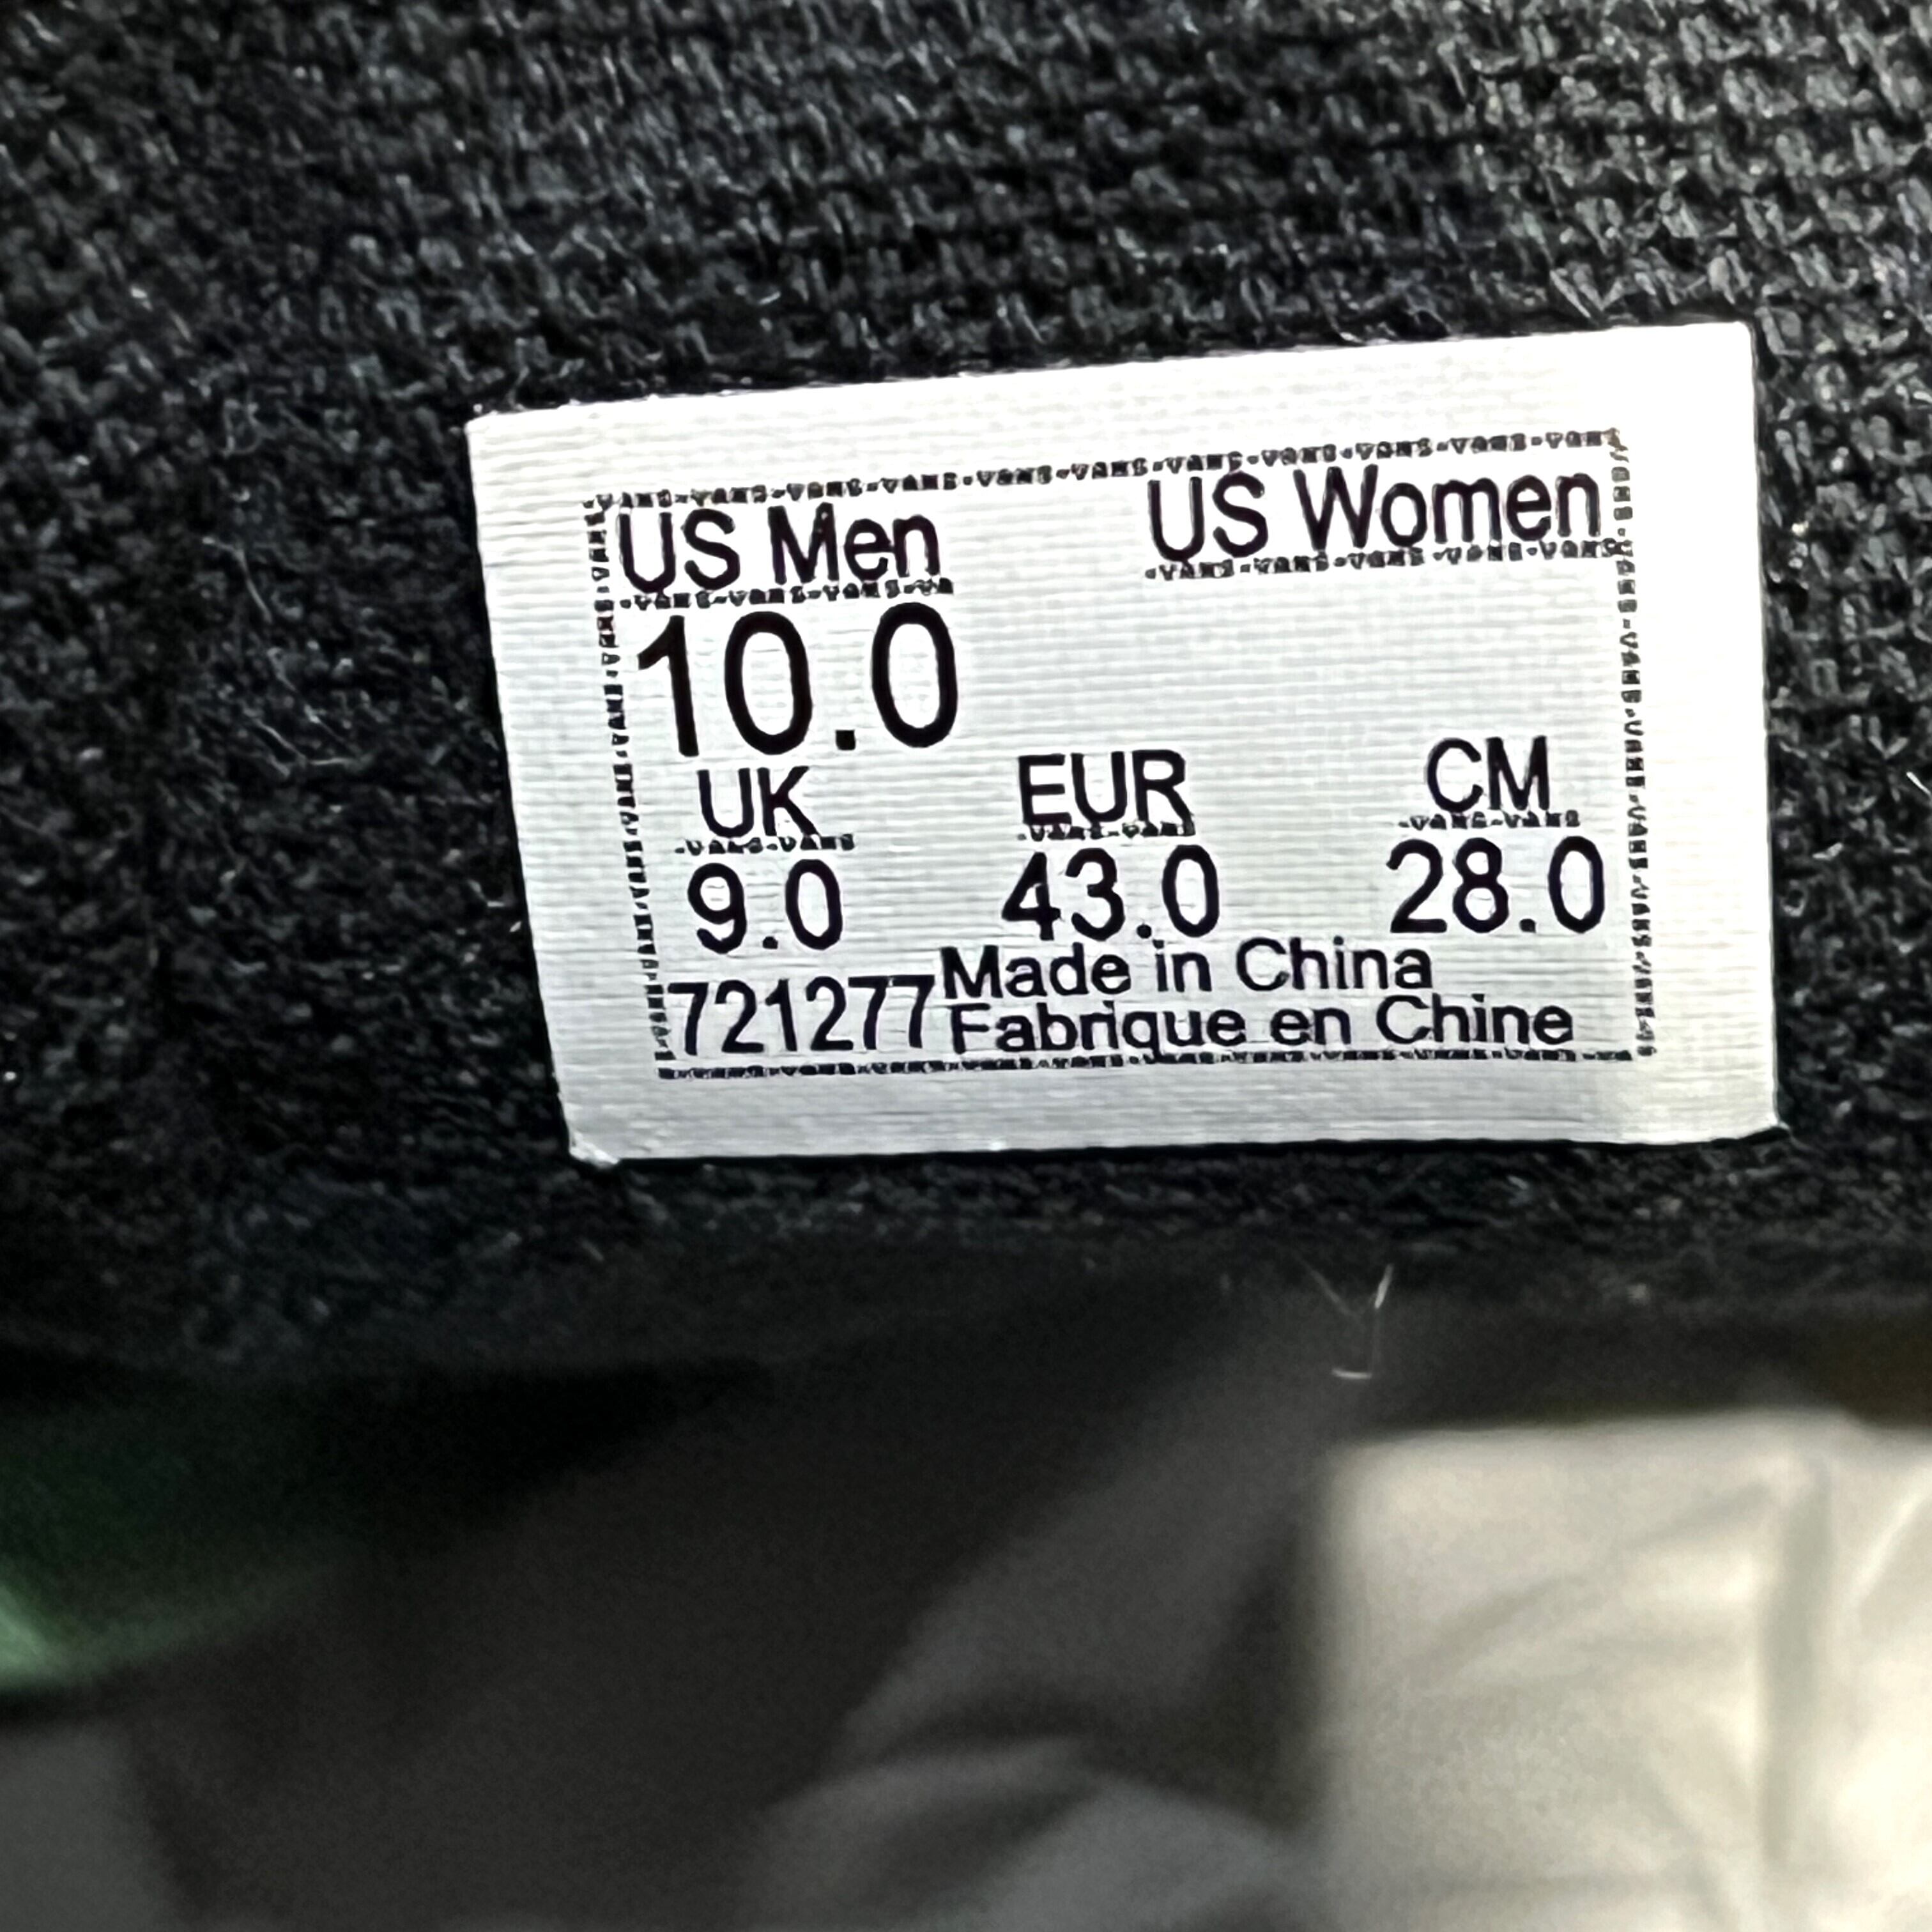 US Men US Women
10.0
UK EUR CM
9.0 43.0 28.0
721277 Made in China
Fabrique en Chine